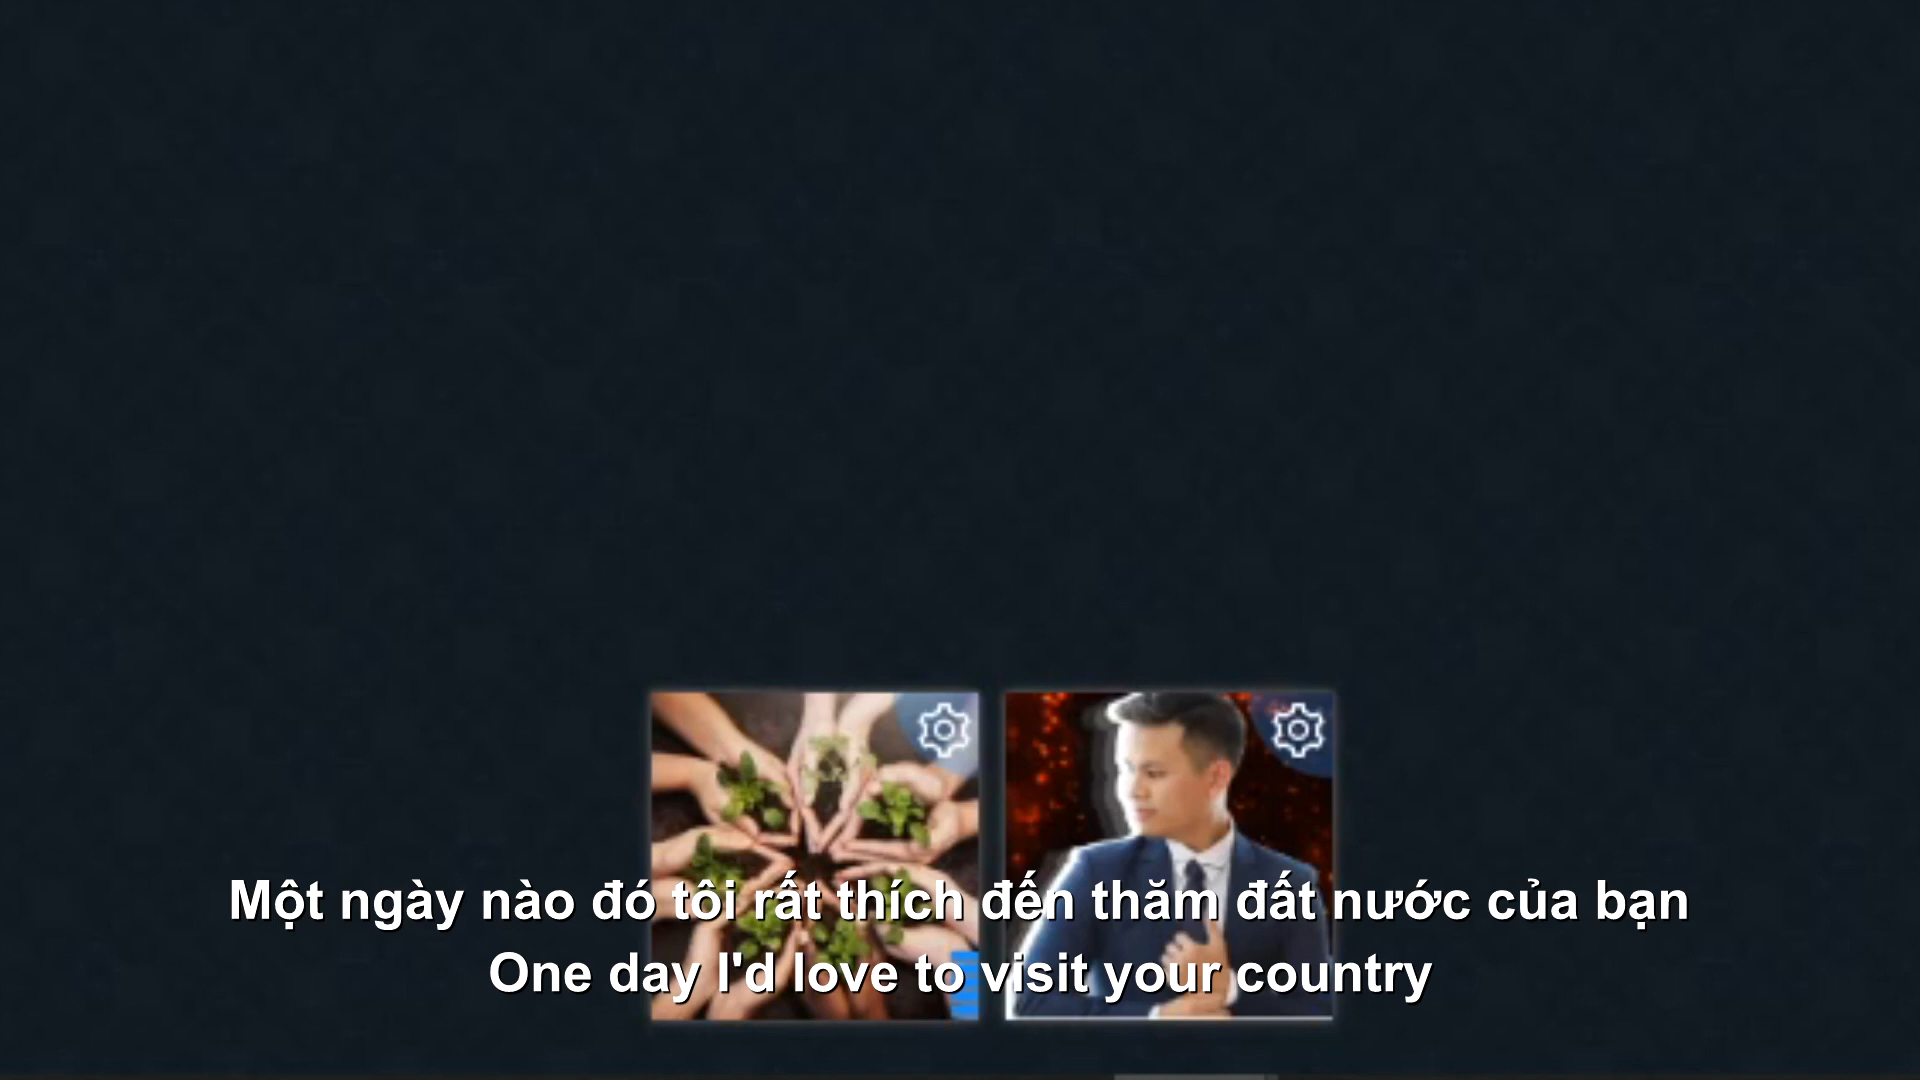 Một ngày nào đó tôi rất thích đến thăm đất nước của bạn
One day I'd love to visit your country